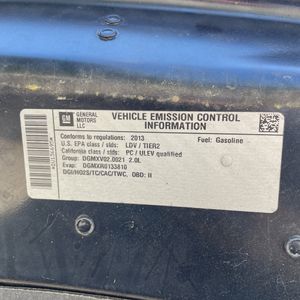 GM
GENERAL MOTORS LLC
VEHICLE EMISSION CONTROL INFORMATION
Conforms to regulations: 2013 Fuel: Gasoline
U.S. EPA class / stds: LDV / TIER2
California class / stds: PC / ULEV qualified
Group: DGMXV02.0021 2.0L
Evap: DGMXR0133810
DGI/HO2S/TC/CAC/TWC, OBD: II